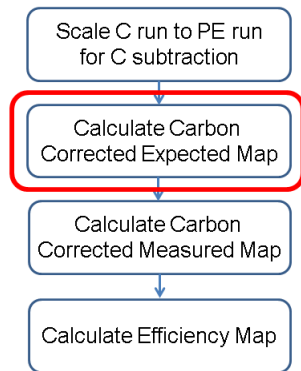 Scale C run to PE run
for C subtraction
Calculate Carbon
Corrected Expected Map
Calculate Carbon
Corrected Measured Map
Calculate Efficiency Map